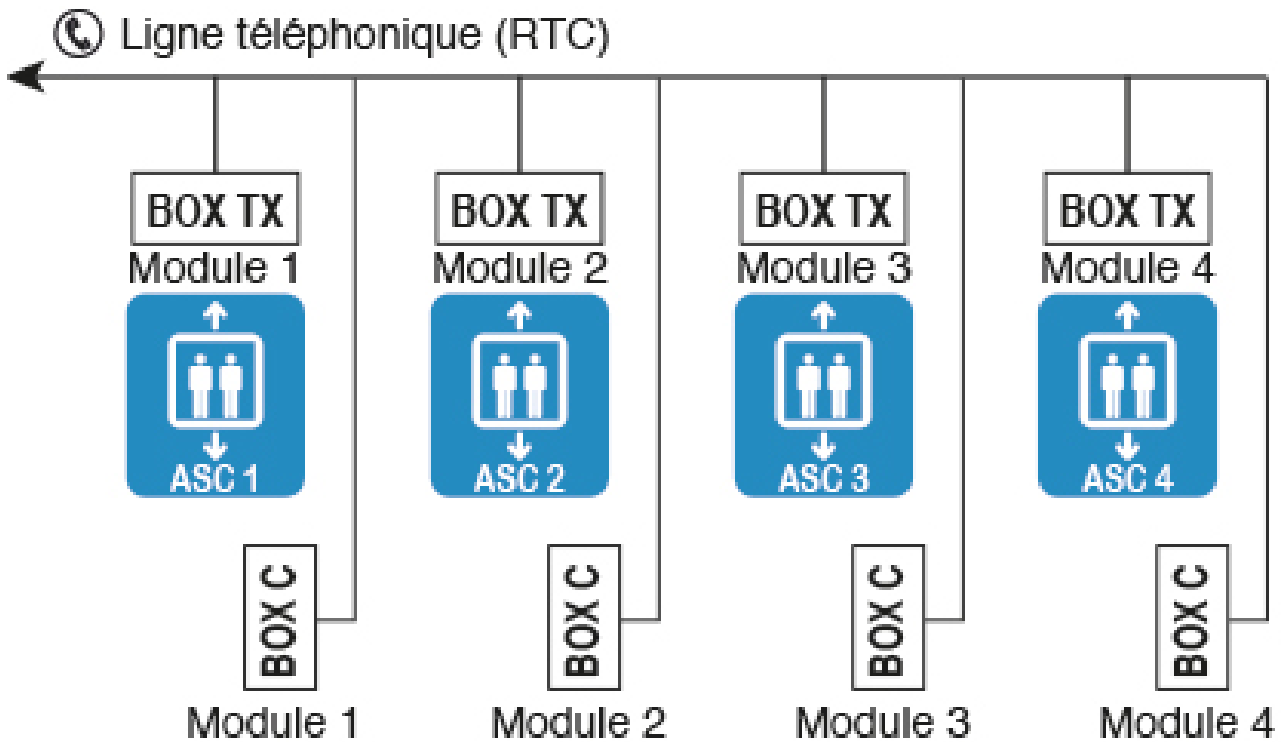 Ligne téléphonique (RTC)
BOX TX
BOX TX
BOX TX
BOX TX
Module 1
Module 2
Module 3
Module 4
ASC 1
ASC 2
ASC 3
ASC 4
BOX C
BOX C
BOX C
BOX C
Module 1
Module 2
Module 3
Module 4